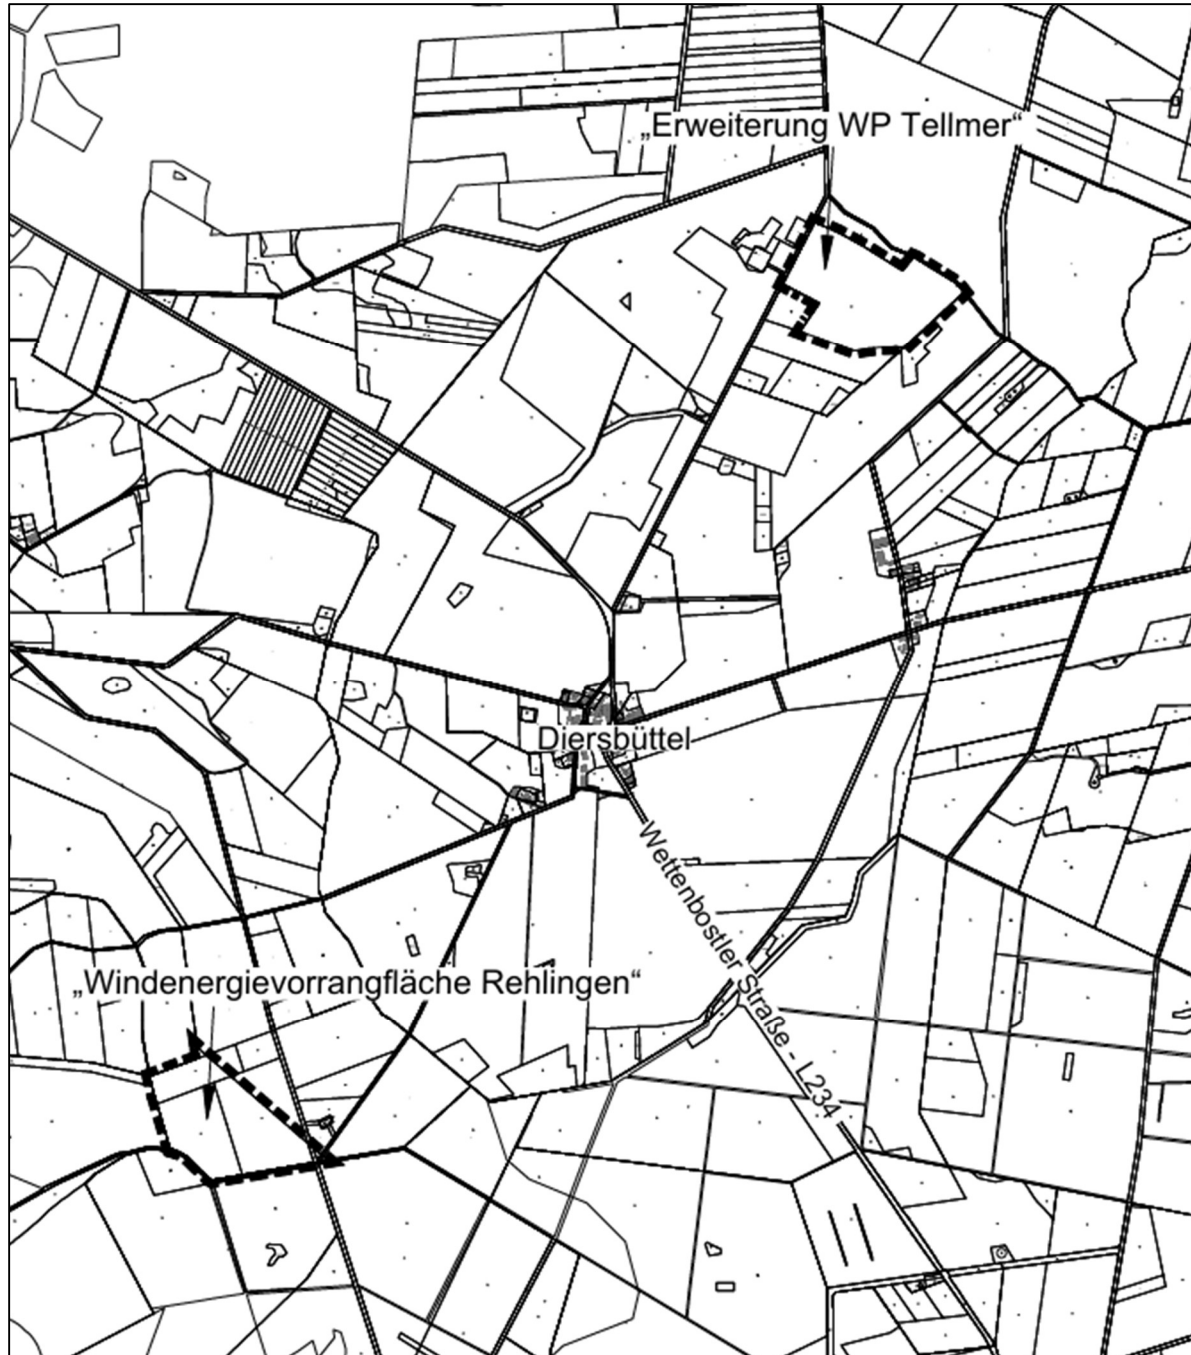 „Erweiterung WP Tellmer“
Diersbüttel
Wettenbostler Straße - L234
„Windenergievorrangfläche Rehlingen“